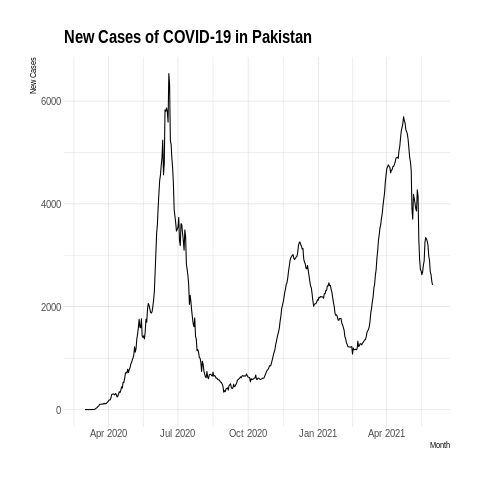 New Cases of COVID-19 in Pakistan
New Cases
6000
4000
2000
0
Apr 2020 Jul 2020 Oct 2020 Jan 2021 Apr 2021
Month